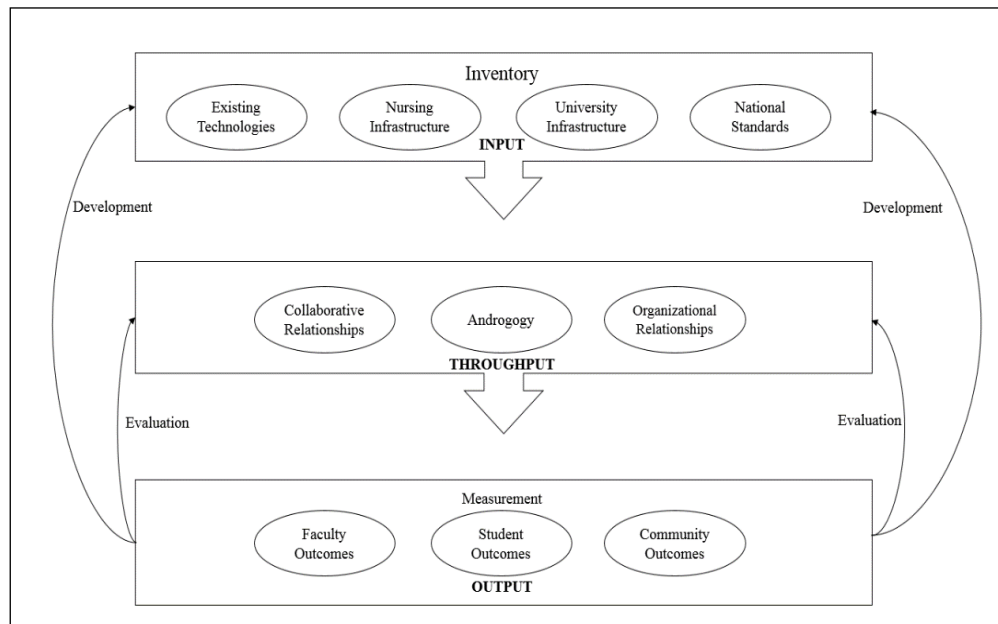 Inventory
Existing
Technologies
Nursing
Infrastructure
University
Infrastructure
National
Standards
INPUT
Development
Development
Collaborative
Relationships
Androgogy
Organizational
Relationships
THROUGHPUT
Evaluation
Evaluation
Measurement
Faculty
Outcomes
Student
Outcomes
Community
Outcomes
OUTPUT